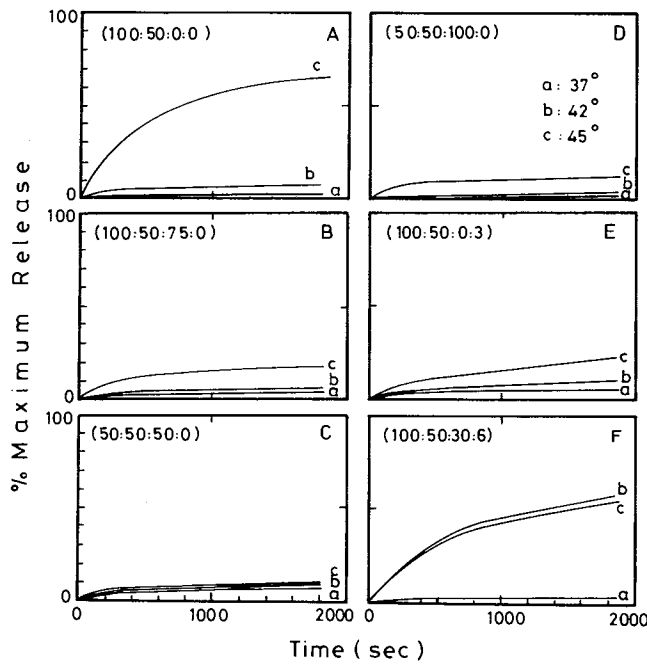 % Maximum Release
100
(100:50:0:0)
A
c
b
a
0
100
(100:50:75:0)
B
c
b
a
0
100
(50:50:50:0)
C
c
b
a
0
0
1000
2000
(50:50:100:0)
D
a: 37°
b: 42°
c: 45°
c
b
a
(100:50:0:3)
E
c
b
a
(100:50:30:6)
F
b
c
a
0
1000
2000
Time (sec)